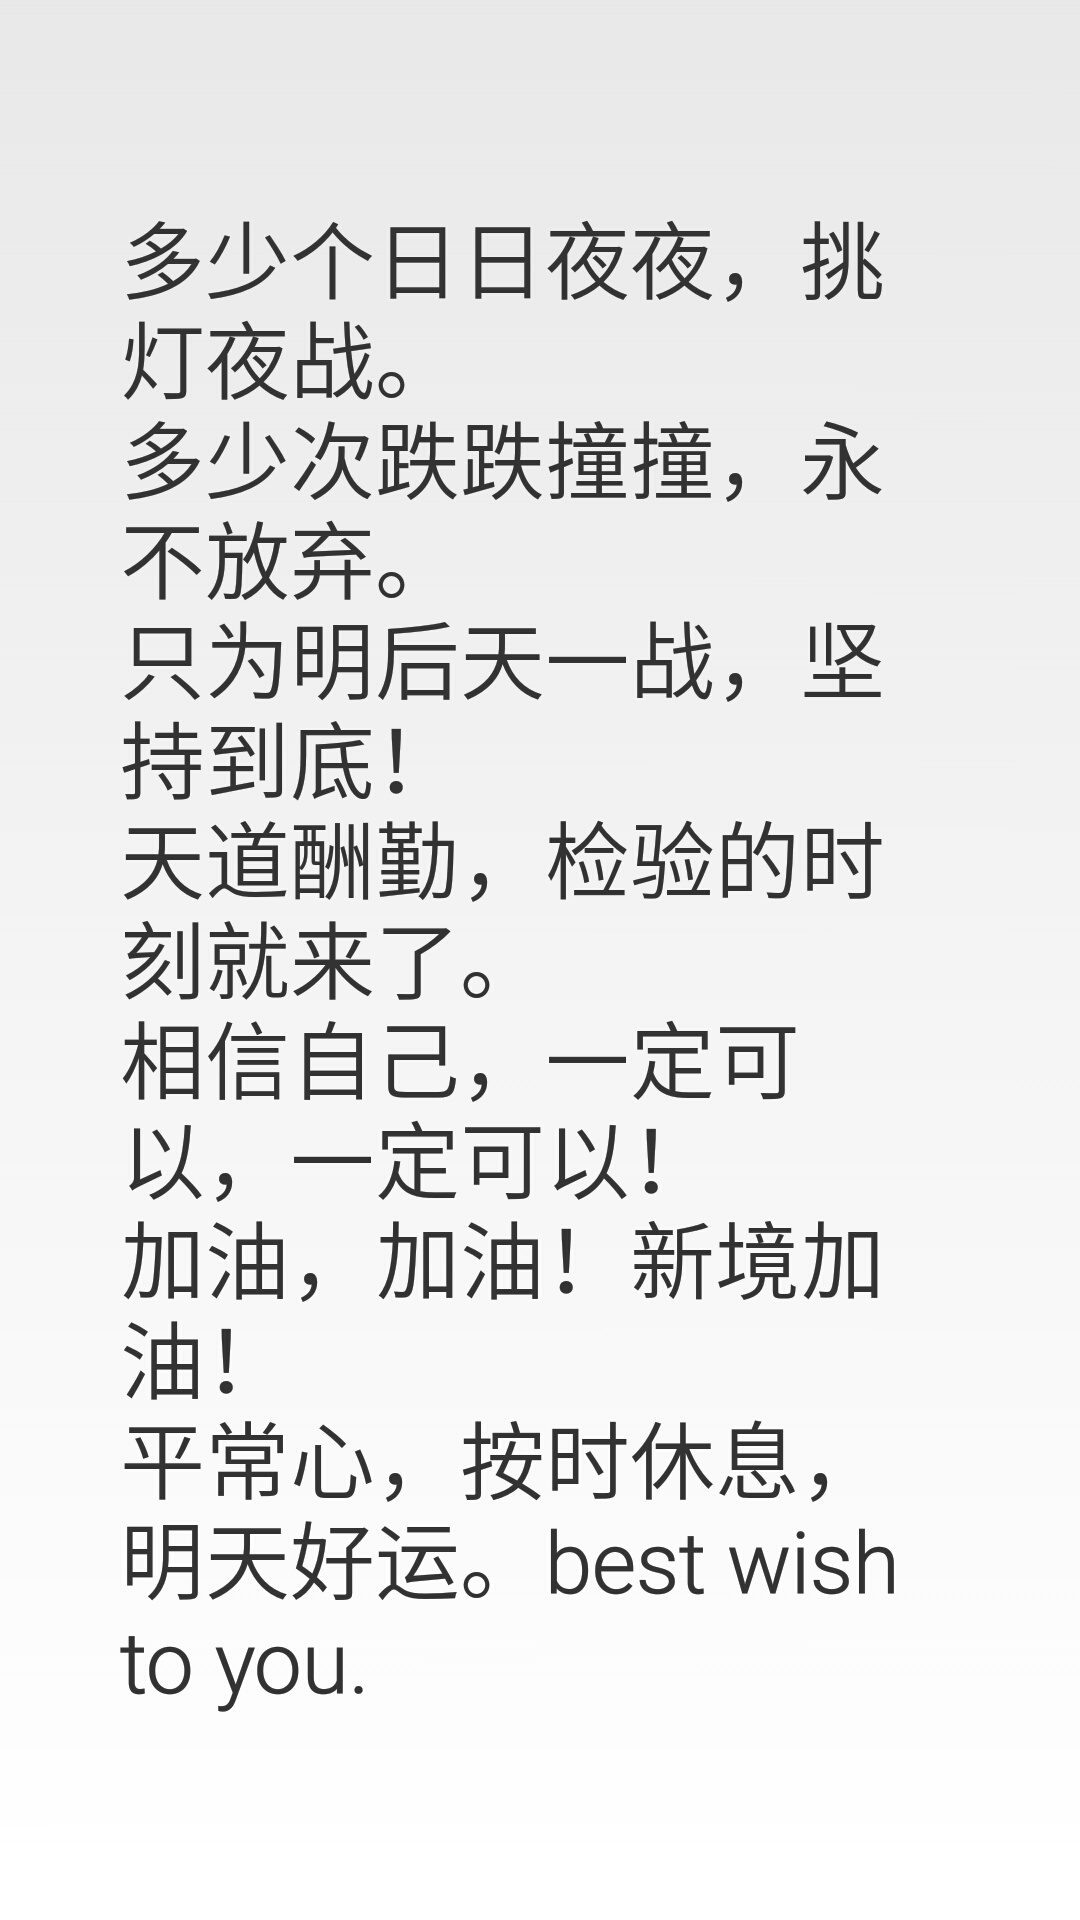 多少个日日夜夜，挑
灯夜战。
多少次跌跌撞撞，永
不放弃。
只为明后天一战，坚
持到底！
天道酬勤，检验的时
刻就来了。
相信自己，一定可
以，一定可以！
加油，加油！新境加
油！
平常心，按时休息，
明天好运。best wish
to you.